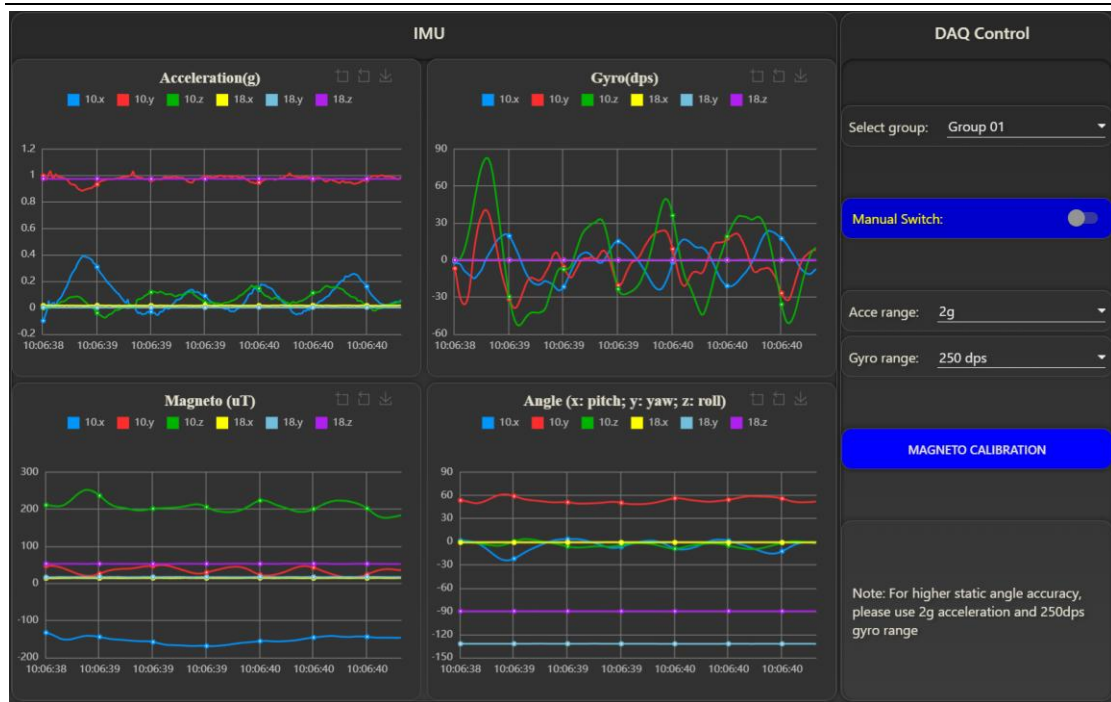 IMU
Acceleration(g)
10.x 10.y 10.z 18.x 18.y 18.z
1.2
1
0.8
0.6
0.4
0.2
0
-0.2
10:06:38 10:06:39 10:06:39 10:06:39 10:06:40 10:06:40 10:06:40
Gyro(dps)
10.x 10.y 10.z 18.x 18.y 18.z
90
60
30
0
-30
-60
10:06:38 10:06:39 10:06:39 10:06:39 10:06:40 10:06:40 10:06:40
Magneto (uT)
10.x 10.y 10.z 18.x 18.y 18.z
300
200
100
0
-100
-200
10:06:38 10:06:39 10:06:39 10:06:39 10:06:40 10:06:40 10:06:40
Angle (x: pitch; y: yaw; z: roll)
10.x 10.y 10.z 18.x 18.y 18.z
90
60
30
0
-30
-60
-90
-120
-150
10:06:38 10:06:39 10:06:39 10:06:39 10:06:40 10:06:40 10:06:40
DAQ Control
Select group: Group 01
Manual Switch:
Acce range: 2g
Gyro range: 250 dps
MAGNETO CALIBRATION
Note: For higher static angle accuracy,
please use 2g acceleration and 250dps
gyro range